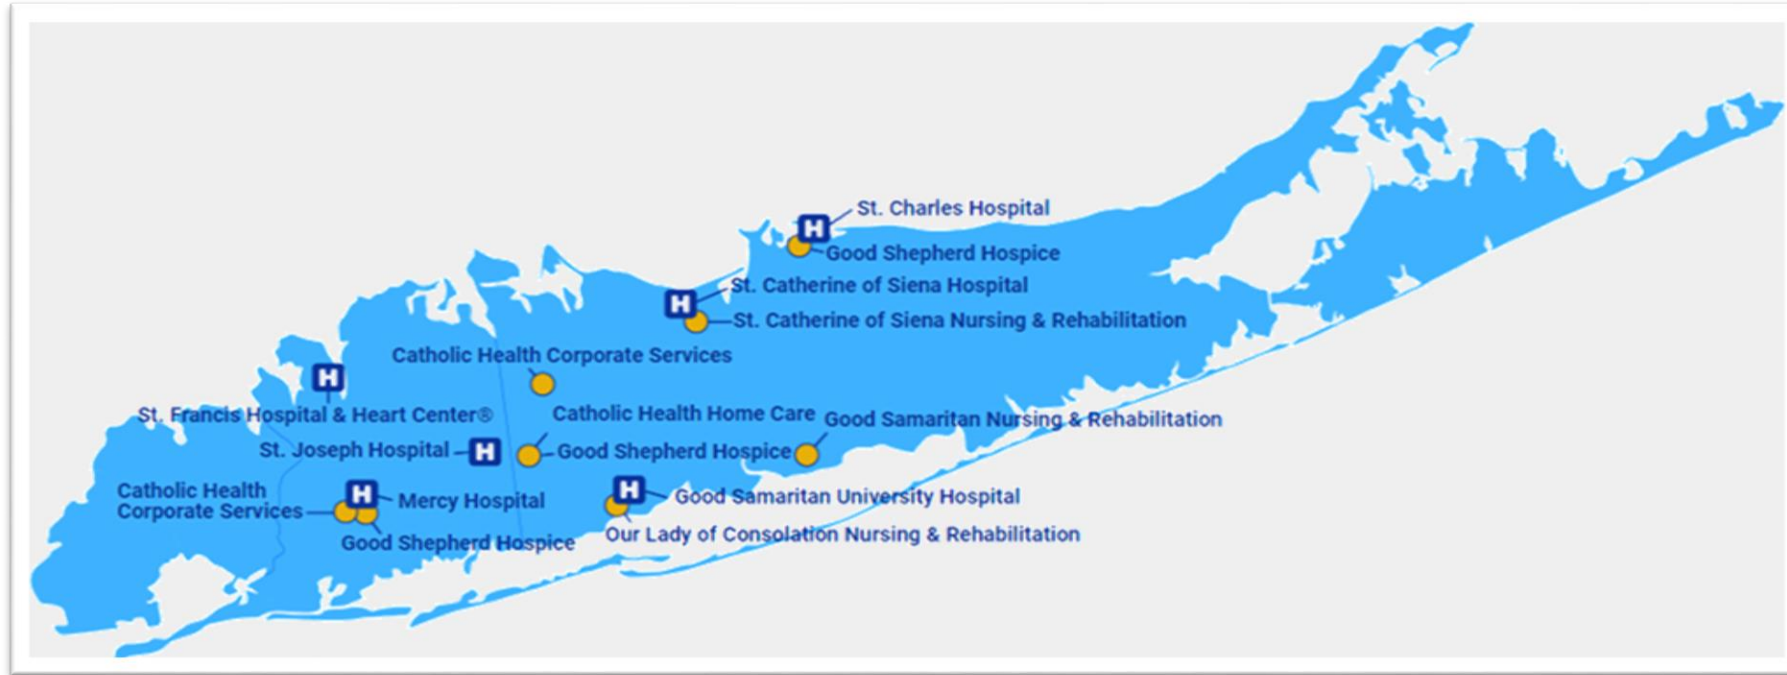 St. Charles Hospital
H
Good Shepherd Hospice
St. Catherine of Siena Hospital
H
St. Catherine of Siena Nursing & Rehabilitation
Catholic Health Corporate Services
H
St. Francis Hospital & Heart Center®
Catholic Health Home Care
Good Samaritan Nursing & Rehabilitation
St. Joseph Hospital
H
Good Shepherd Hospice
Catholic Health
Corporate Services
H
Mercy Hospital
H
Good Samaritan University Hospital
Good Shepherd Hospice
Our Lady of Consolation Nursing & Rehabilitation